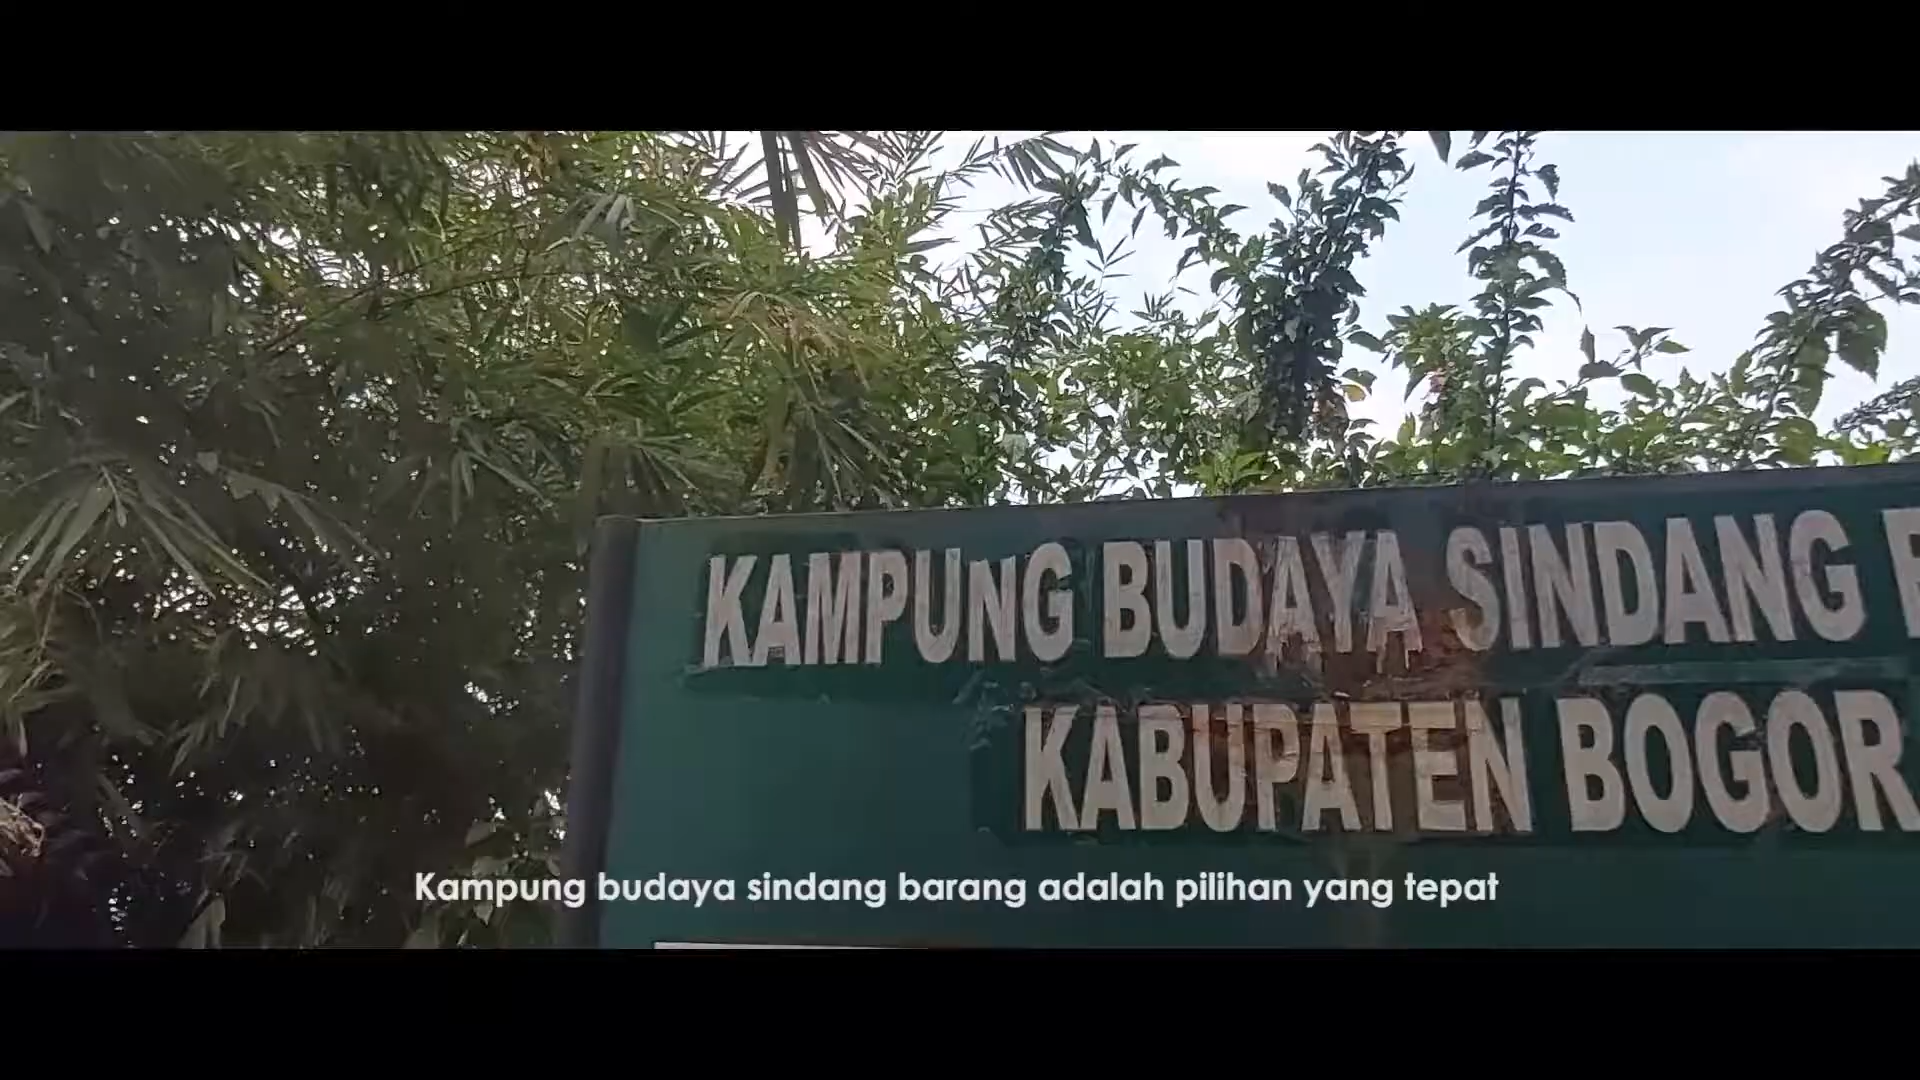 KAMPUNG BUDAYA SINDANG
KABUPATEN BOGOR
Kampung budaya sindang barang adalah pilihan yang tepat